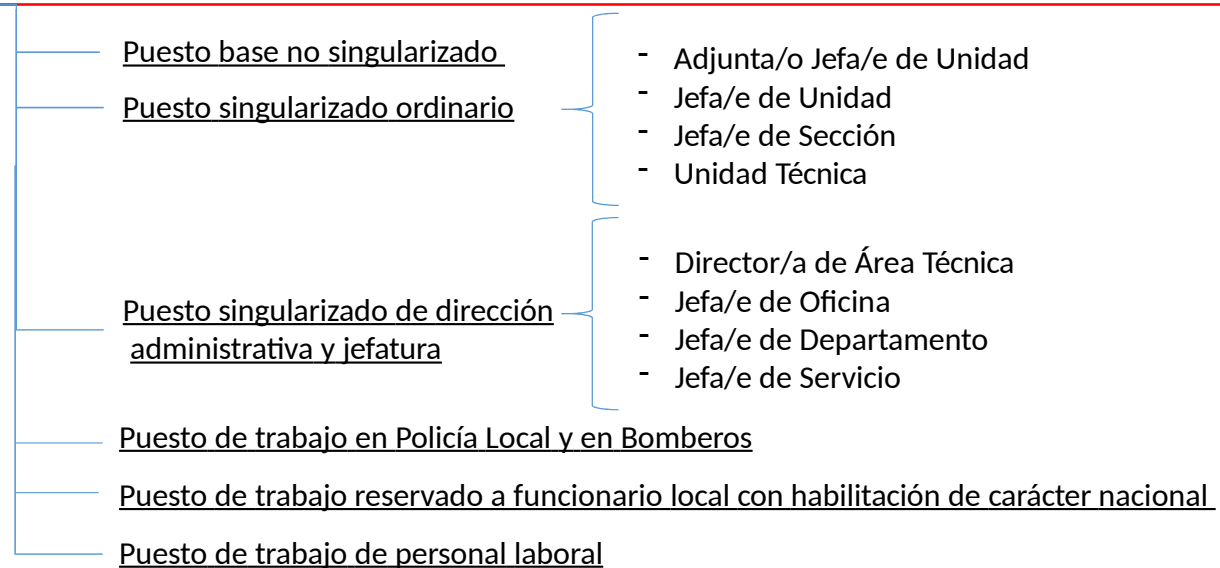 Puesto base no singularizado
Puesto singularizado ordinario
- Adjunta/o Jefa/e de Unidad
- Jefa/e de Unidad
- Jefa/e de Sección
- Unidad Técnica
Puesto singularizado de dirección
administrativa y jefatura
- Director/a de Área Técnica
- Jefa/e de Oficina
- Jefa/e de Departamento
- Jefa/e de Servicio
Puesto de trabajo en Policía Local y en Bomberos
Puesto de trabajo reservado a funcionario local con habilitación de carácter nacional
Puesto de trabajo de personal laboral